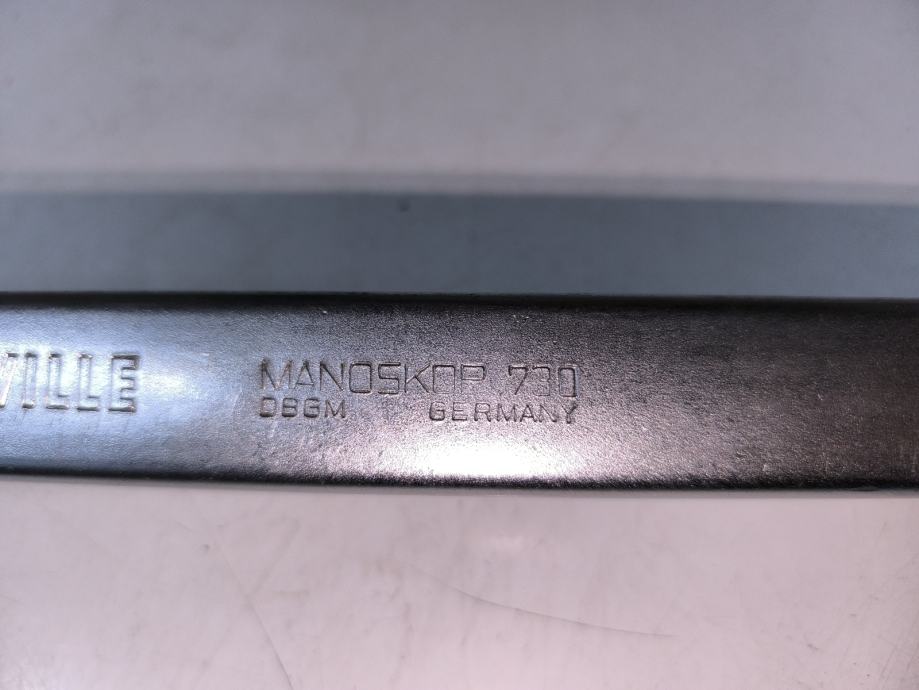 VILLE
MANOSKOP 730
DBGM GERMANY